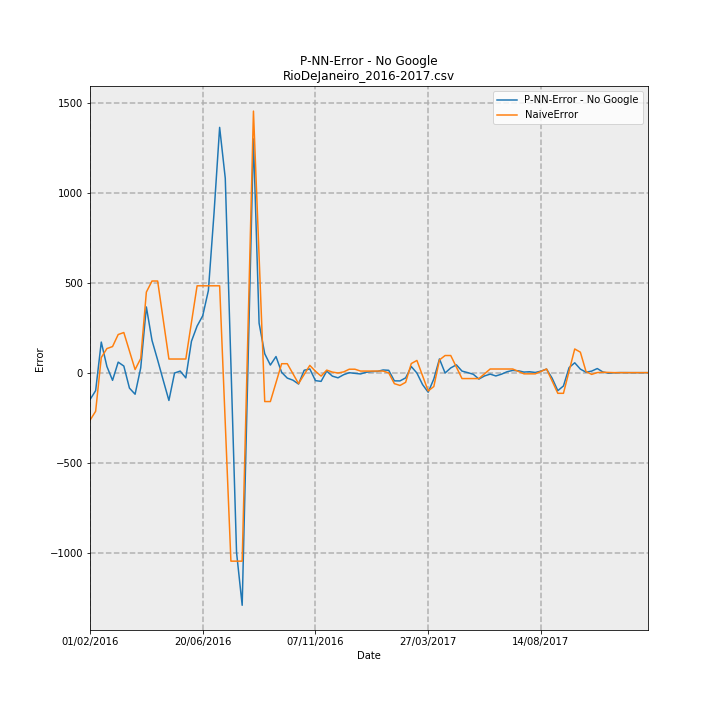 P-NN-Error - No Google
RioDeJaneiro_2016-2017.csv
P-NN-Error - No Google
NaiveError
1500
1000
500
0
−500
−1000
Error
01/02/2016 20/06/2016 07/11/2016 27/03/2017 14/08/2017
Date